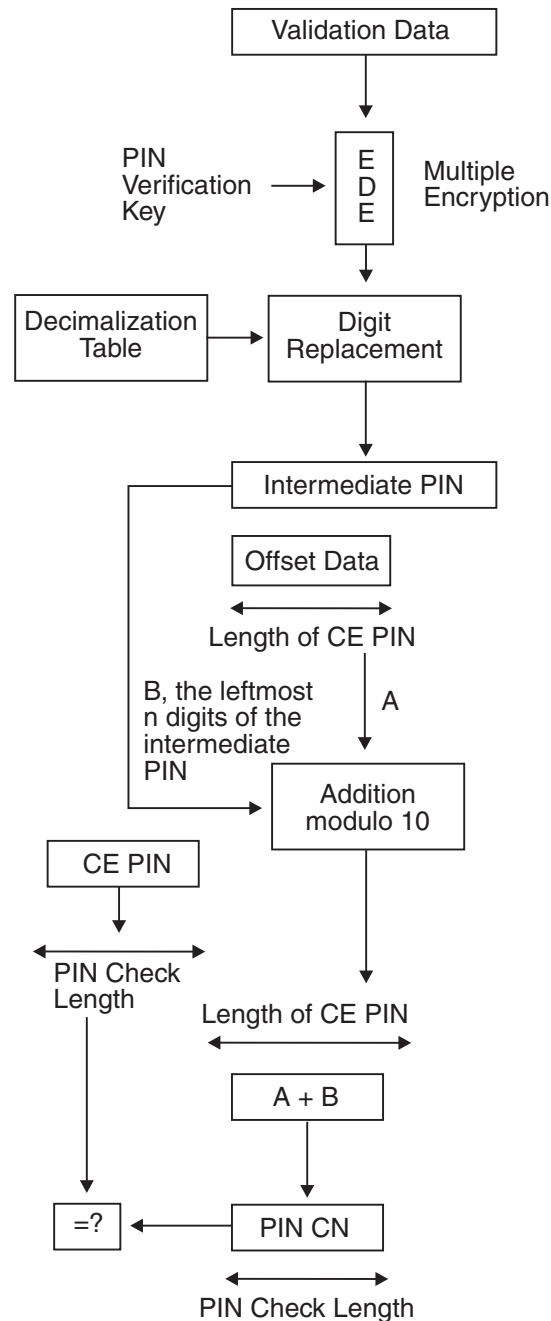 Validation Data
PIN
Verification
Key
E
D
E
Multiple
Encryption
Decimalization
Table
Digit
Replacement
Intermediate PIN
Offset Data
Length of CE PIN
B, the leftmost
n digits of the
intermediate
PIN
A
Addition
modulo 10
CE PIN
PIN Check
Length
Length of CE PIN
A + B
=?
PIN CN
PIN Check Length